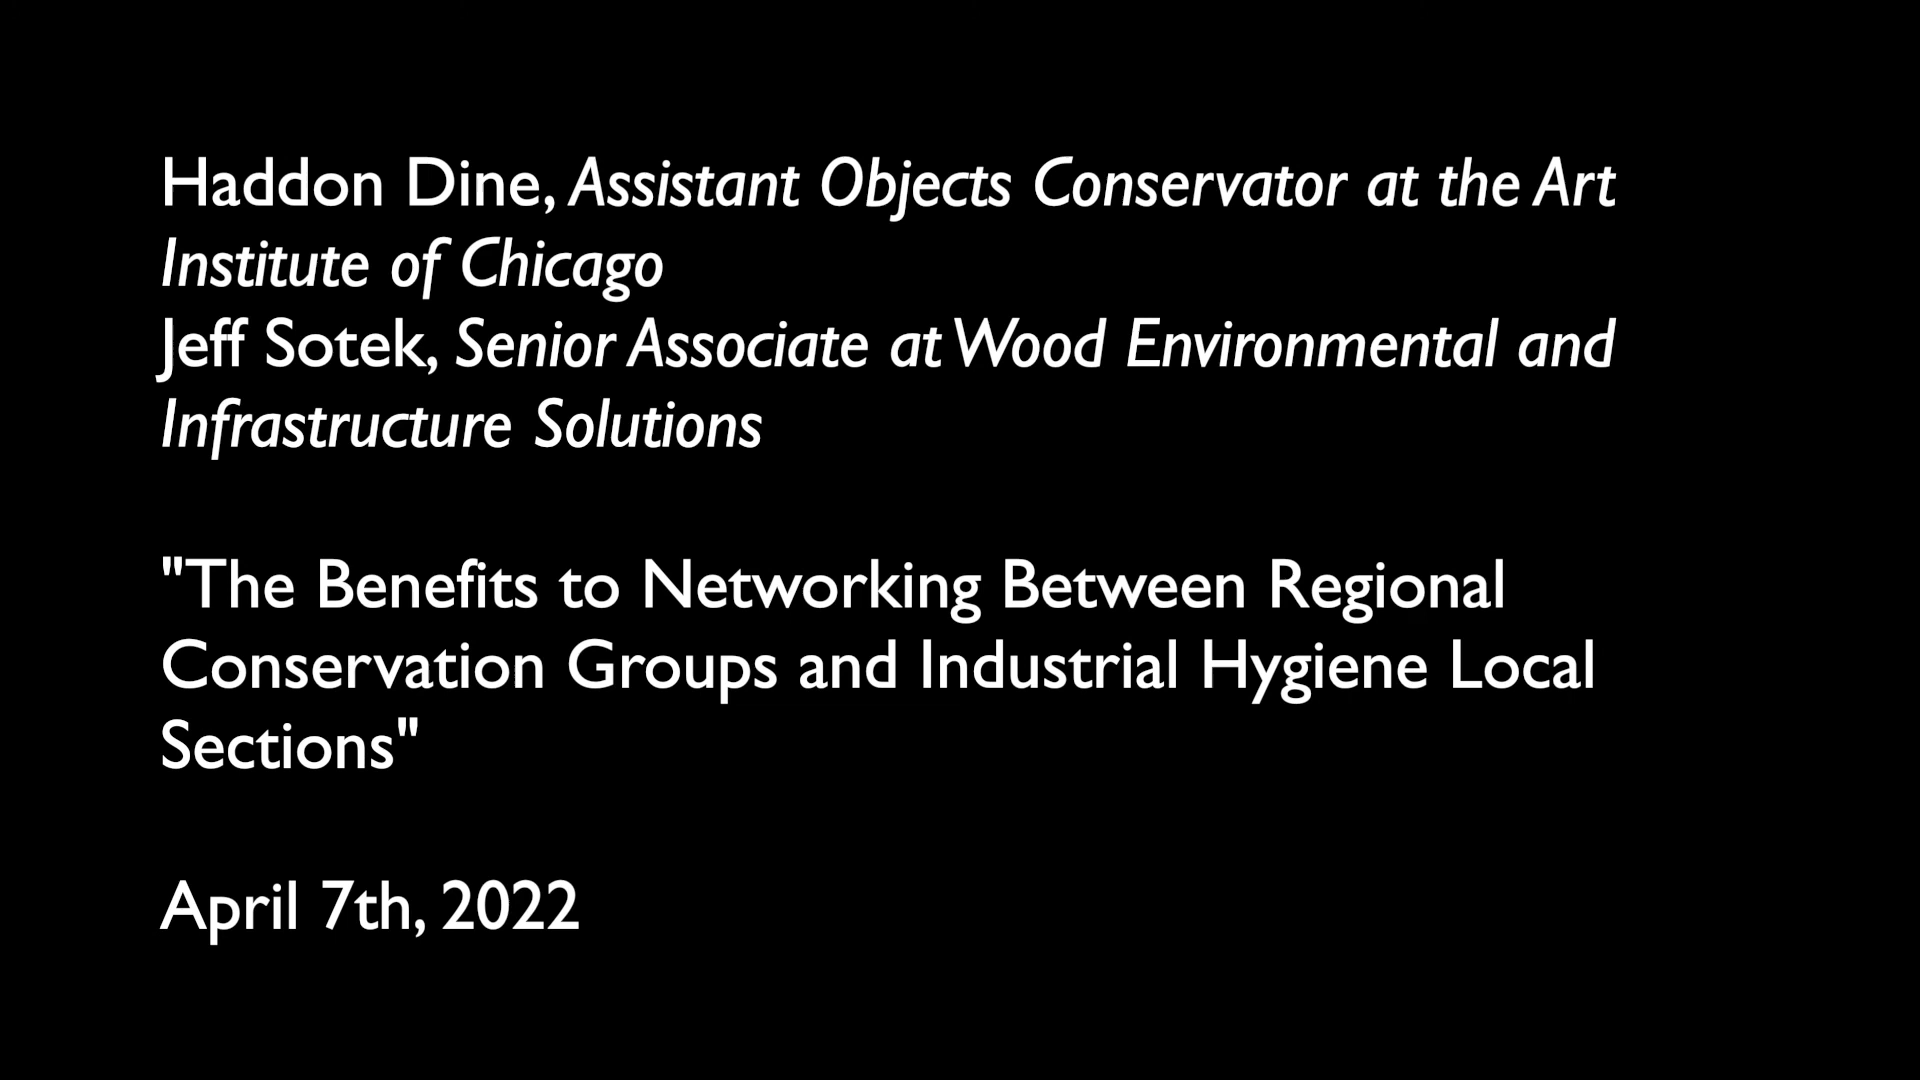 Haddon Dine, Assistant Objects Conservator at the Art
Institute of Chicago
Jeff Sotek, Senior Associate at Wood Environmental and
Infrastructure Solutions
"The Benefits to Networking Between Regional
Conservation Groups and Industrial Hygiene Local
Sections"
April 7th, 2022